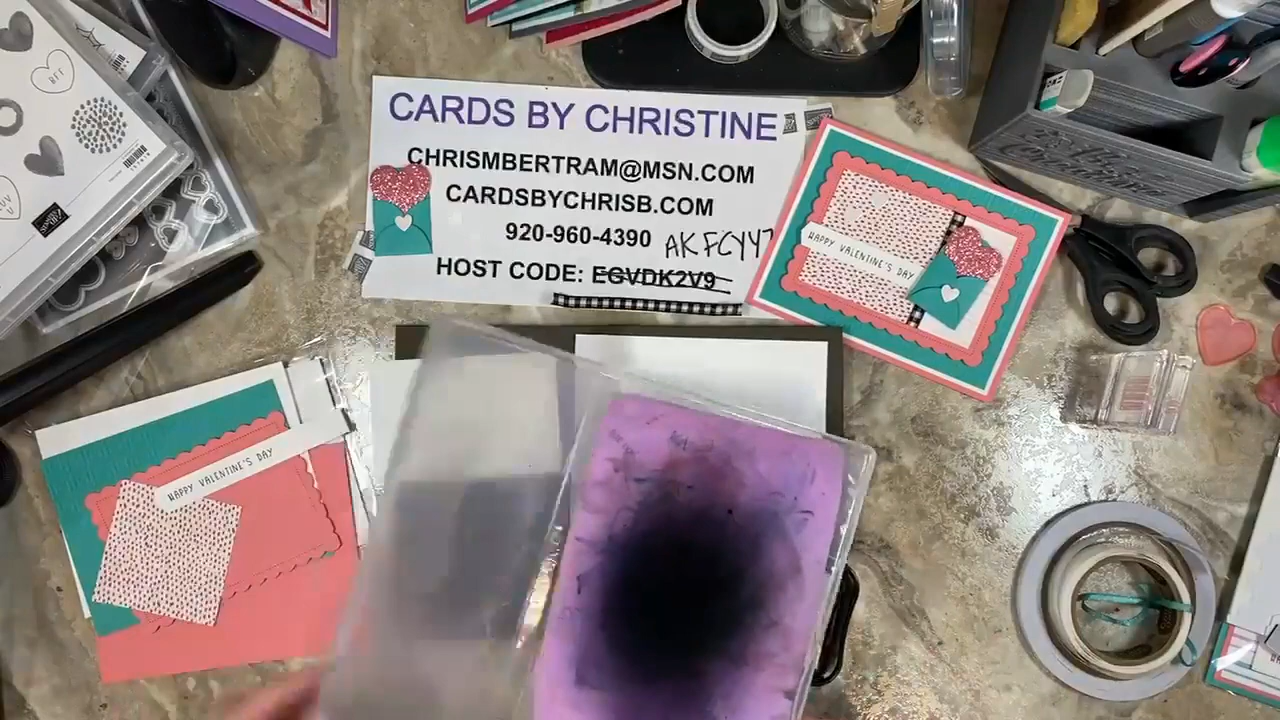 CARDS BY CHRISTINE
CHRISMBERTRAM@MSN.COM
CARDSBYCHRISB.COM
920-960-4390
HOST CODE: EGVDK2V9
HAPPY VALENTINE'S DAY
HAPPY VALENTINE'S DAY
BFF